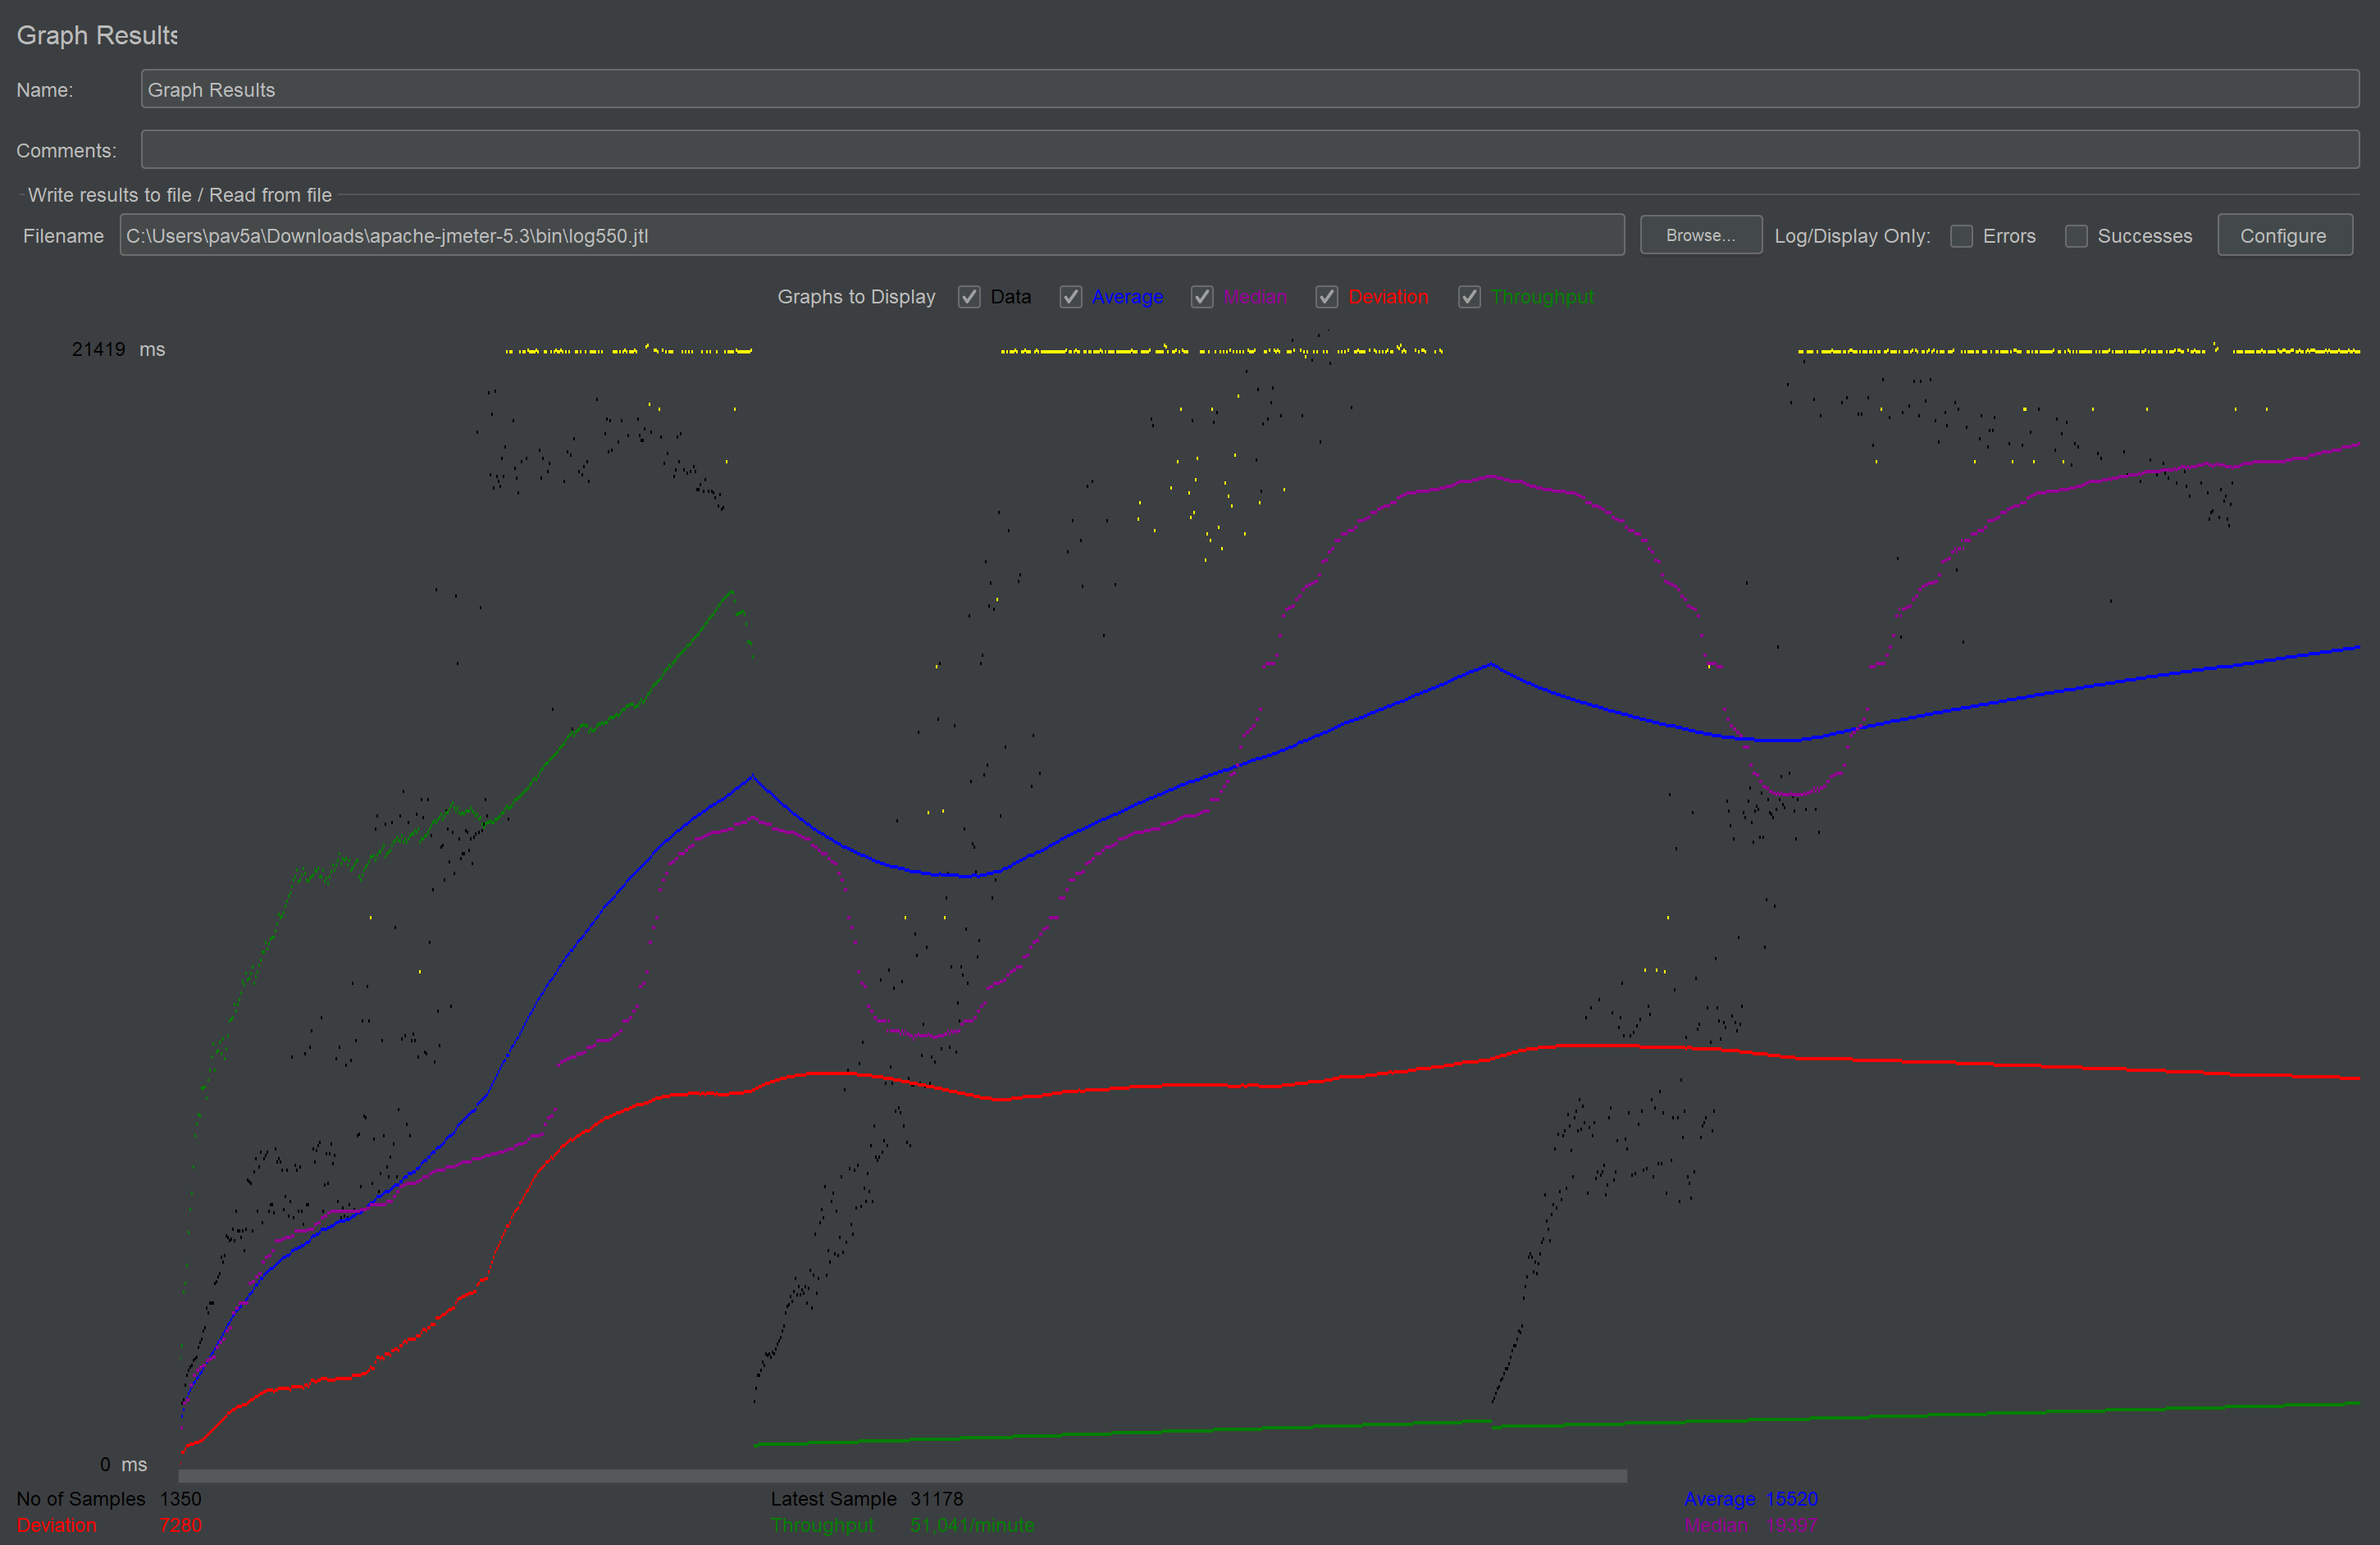 Graph Results
Name: Graph Results
Comments:
Write results to file / Read from file
Filename C:\Users\pav5a\Downloads\apache-jmeter-5.3\bin\log550.jtl Browse... Log/Display Only: Errors Successes Configure
Graphs to Display Data Average Median Deviation Throughput
21419 ms
0 ms
No of Samples 1350 Latest Sample 31178 Average 15520
Deviation 7280 Throughput 51,041/minute Median 19397